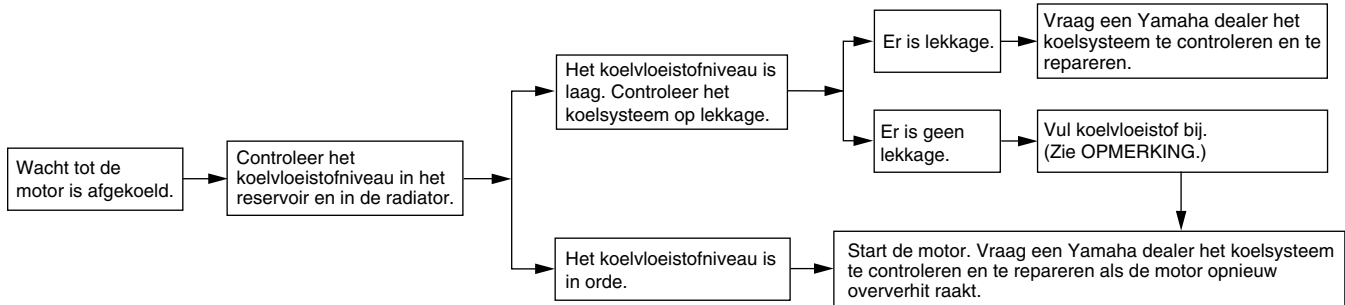 Wacht tot de
motor is afgekoeld.
Controleer het
koelvloeistofniveau in het
reservoir en in de radiator.
Het koelvloeistofniveau is
laag. Controleer het
koelsysteem op lekkage.
Er is lekkage.
Vraag een Yamaha dealer het
koelsysteem te controleren en te
repareren.
Er is geen
lekkage.
Vul koelvloeistof bij.
(Zie OPMERKING.)
Het koelvloeistofniveau is
in orde.
Start de motor. Vraag een Yamaha dealer het koelsysteem
te controleren en te repareren als de motor opnieuw
oververhit raakt.